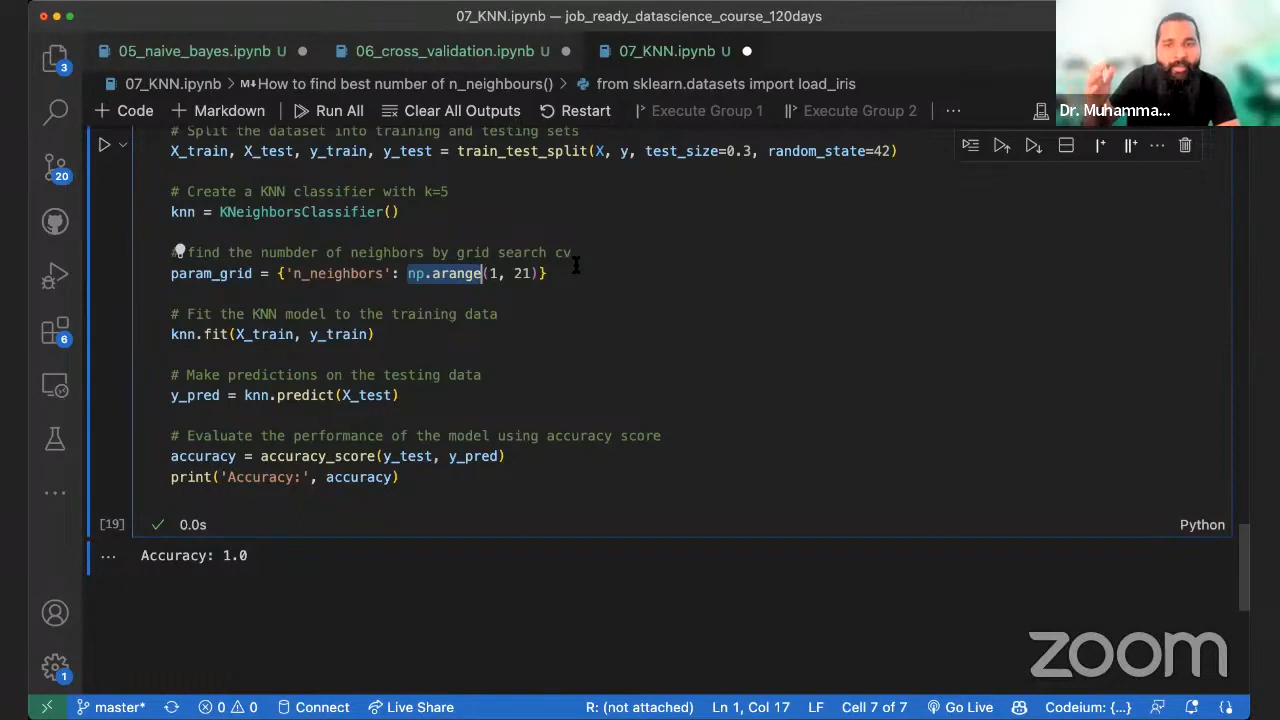 07_KNN.ipynb — job_ready_datascience_course_120days
05_naive_bayes.ipynb U
06_cross_validation.ipynb U
07_KNN.ipynb U
07_KNN.ipynb > M↓How to find best number of n_neighbours() > from sklearn.datasets import load_iris
+ Code + Markdown Run All Clear All Outputs Restart Execute Group 1 Execute Group 2 ...
Dr. Muhamma...
# Split the dataset into training and testing sets
X_train, X_test, y_train, y_test = train_test_split(X, y, test_size=0.3, random_state=42)
# Create a KNN classifier with k=5
knn = KNeighborsClassifier()
find the numbder of neighbors by grid search cv
param_grid = {'n_neighbors': np.arange(1, 21)}
# Fit the KNN model to the training data
knn.fit(X_train, y_train)
# Make predictions on the testing data
y_pred = knn.predict(X_test)
# Evaluate the performance of the model using accuracy score
accuracy = accuracy_score(y_test, y_pred)
print('Accuracy:', accuracy)
[19] ✓ 0.0s
Python
... Accuracy: 1.0
3
20
6
1
zoom
master* 0 0 Connect Live Share R: (not attached) Ln 1, Col 17 LF Cell 7 of 7 Go Live Codeium: {...}